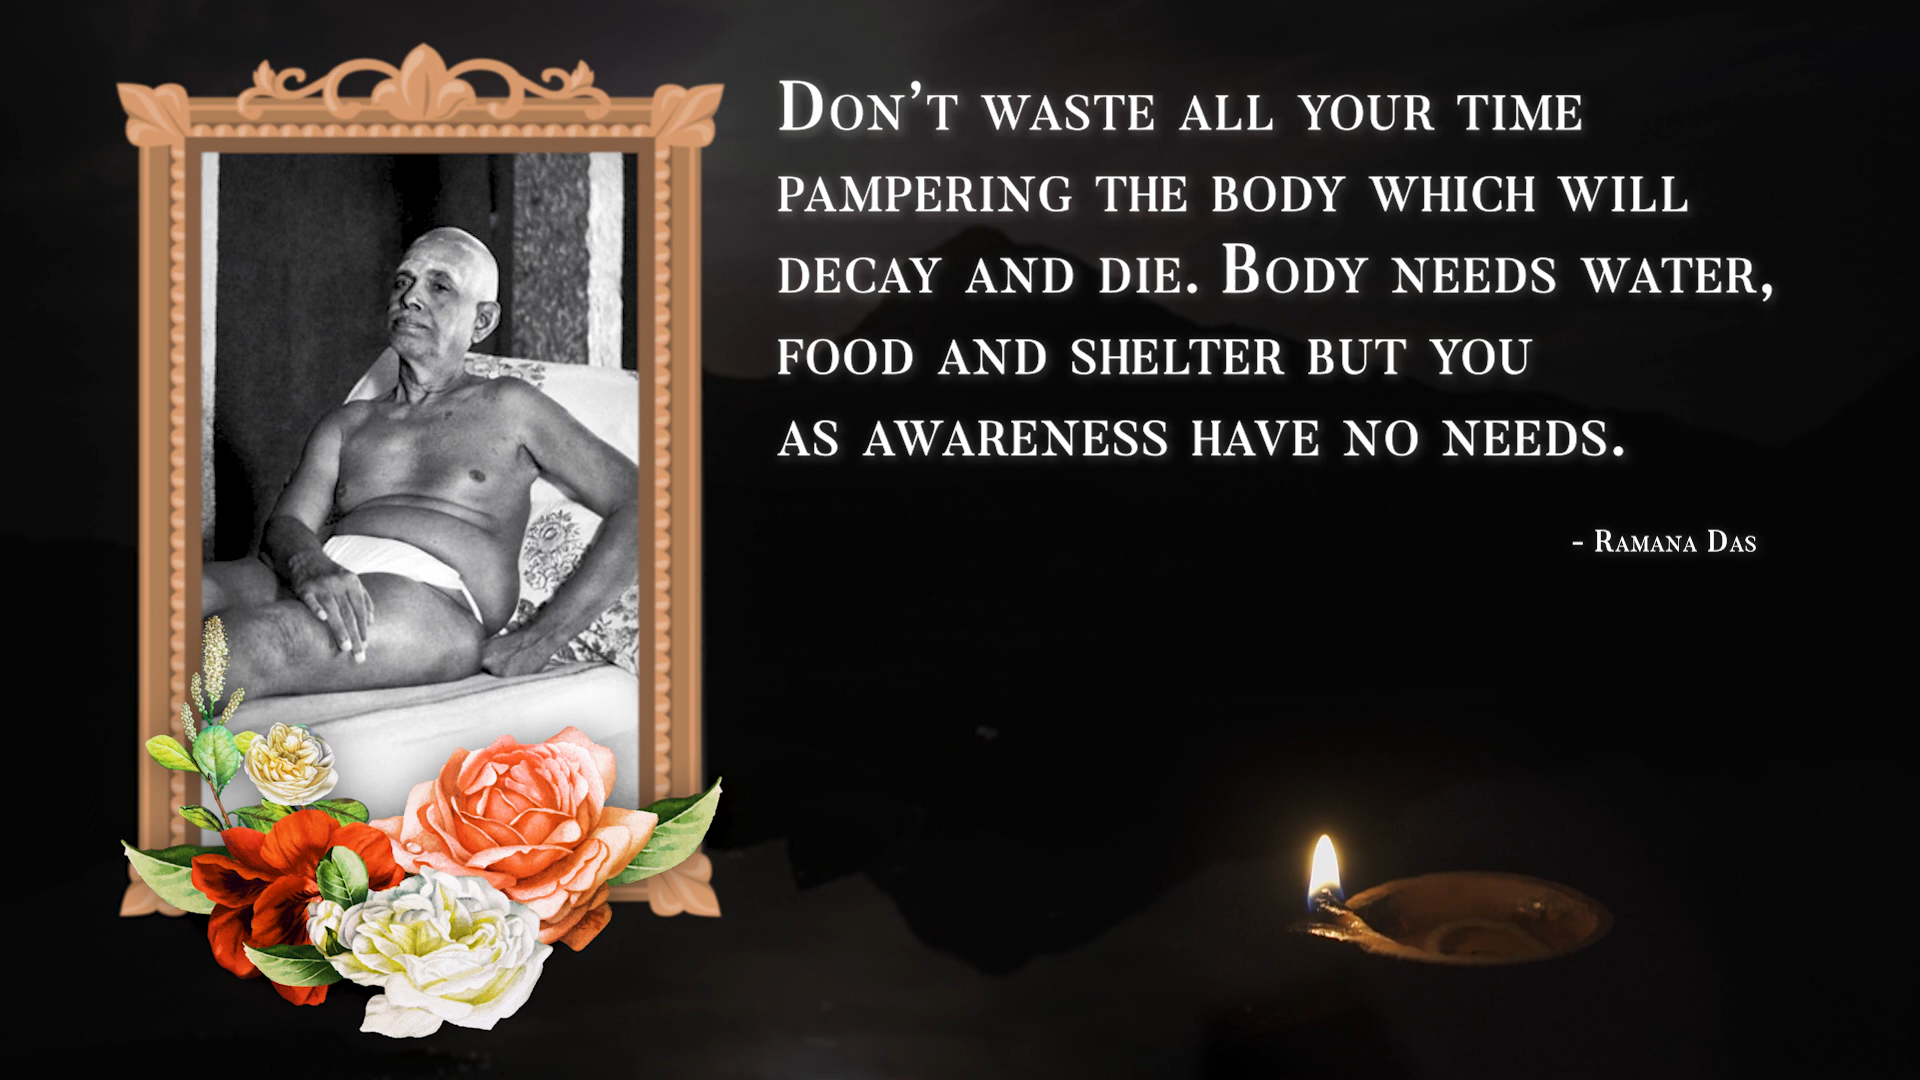 Don't waste all your time
pampering the body which will
decay and die. Body needs water,
food and shelter but you
as awareness have no needs.
- Ramana Das